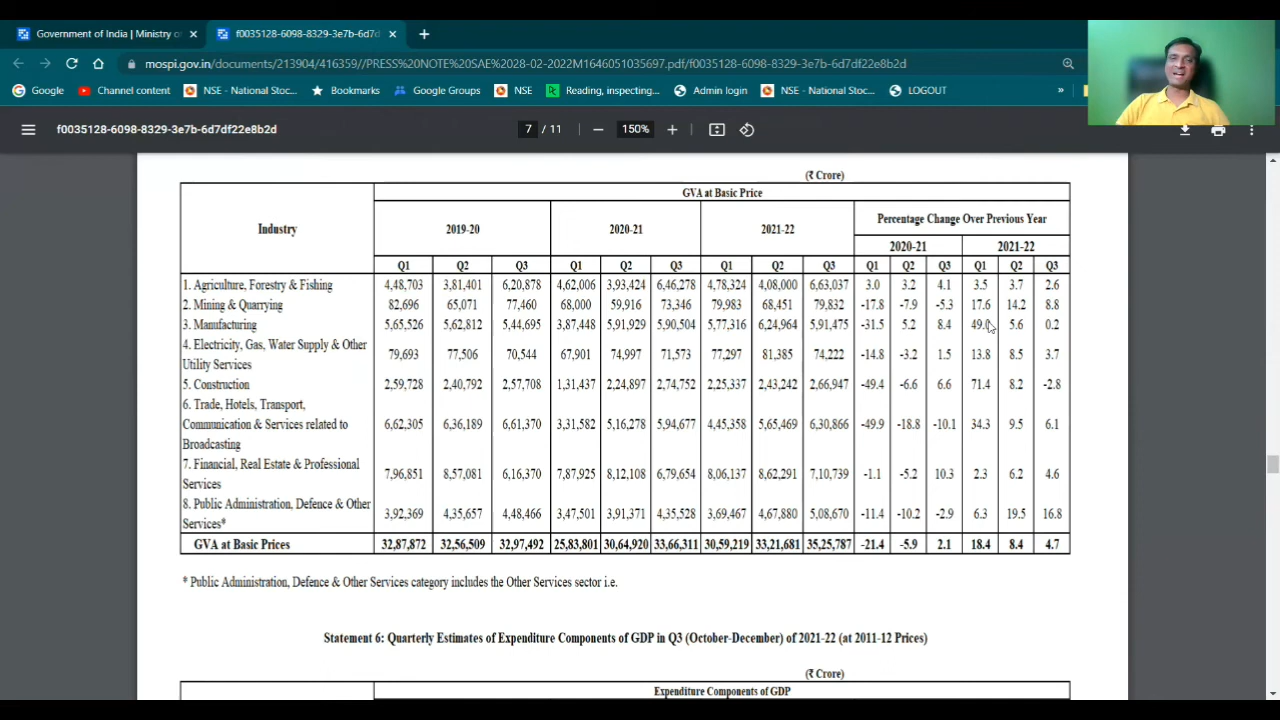 Government of India | Ministry o
f0035128-6098-8329-3e7b-6d7d
mospi.gov.in/documents/213904/416359//PRESS%20NOTE%20SAE%2028-02-2022M1646051035697.pdf/f0035128-6098-8329-3e7b-6d7df22e8b2d
Google Channel content NSE - National Stoc... Bookmarks Google Groups NSE Reading, inspecting... Admin login NSE - National Stoc... LOGOUT »
f0035128-6098-8329-3e7b-6d7df22e8b2d 7 / 11 150%
(₹ Crore)
GVA at Basic Price
Industry 2019-20 2020-21 2021-22 Percentage Change Over Previous Year
2020-21 2021-22
Q1 Q2 Q3 Q1 Q2 Q3 Q1 Q2 Q3 Q1 Q2 Q3 Q1 Q2 Q3
1. Agriculture, Forestry & Fishing 4,48,703 3,81,401 6,20,878 4,62,006 3,93,424 6,46,278 4,78,324 4,08,000 6,63,037 3.0 3.2 4.1 3.5 3.7 2.6
2. Mining & Quarrying 82,696 65,071 77,460 68,000 59,916 73,346 79,983 68,451 79,832 -17.8 -7.9 -5.3 17.6 14.2 8.8
3. Manufacturing 5,65,526 5,62,812 5,44,695 3,87,448 5,91,929 5,90,504 5,77,316 6,24,964 5,91,475 -31.5 5.2 8.4 49.0 5.6 0.2
4. Electricity, Gas, Water Supply & Other
Utility Services 79,693 77,506 70,544 67,901 74,997 71,573 77,297 81,385 74,222 -14.8 -3.2 1.5 13.8 8.5 3.7
5. Construction 2,59,728 2,40,792 2,57,708 1,31,437 2,24,897 2,74,752 2,25,337 2,43,242 2,66,947 -49.4 -6.6 6.6 71.4 8.2 -2.8
6. Trade, Hotels, Transport,
Communication & Services related to 6,62,305 6,36,189 6,61,370 3,31,582 5,16,278 5,94,677 4,45,358 5,65,469 6,30,866 -49.9 -18.8 -10.1 34.3 9.5 6.1
Broadcasting
7. Financial, Real Estate & Professional
Services 7,96,851 8,57,081 6,16,370 7,87,925 8,12,108 6,79,654 8,06,137 8,62,291 7,10,739 -1.1 -5.2 10.3 2.3 6.2 4.6
8. Public Administration, Defence & Other
Services* 3,92,369 4,35,657 4,48,466 3,47,501 3,91,371 4,35,528 3,69,467 4,67,880 5,08,670 -11.4 -10.2 -2.9 6.3 19.5 16.8
GVA at Basic Prices 32,87,872 32,56,509 32,97,492 25,83,801 30,64,920 33,66,311 30,59,219 33,21,681 35,25,787 -21.4 -5.9 2.1 18.4 8.4 4.7
* Public Administration, Defence & Other Services category includes the Other Services sector i.e.
Statement 6: Quarterly Estimates of Expenditure Components of GDP in Q3 (October-December) of 2021-22 (at 2011-12 Prices)
(₹ Crore)
Expenditure Components of GDP